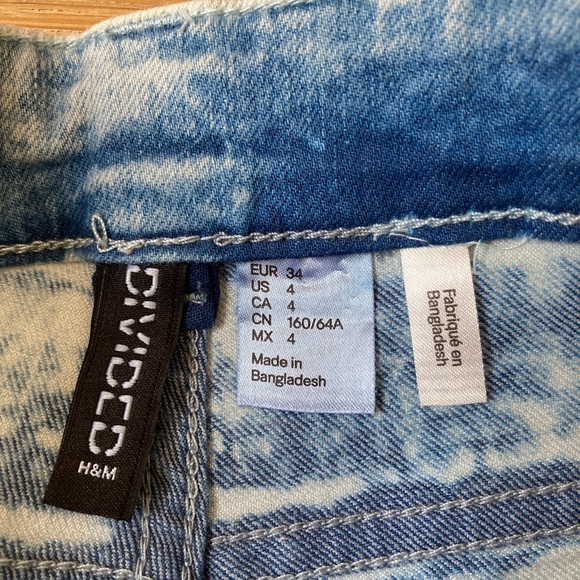 DIVIDED
H&M
EUR 34
US 4
CA 4
CN 160/64A
MX 4
Made in
Bangladesh
Fabriqué en
Bangladesh